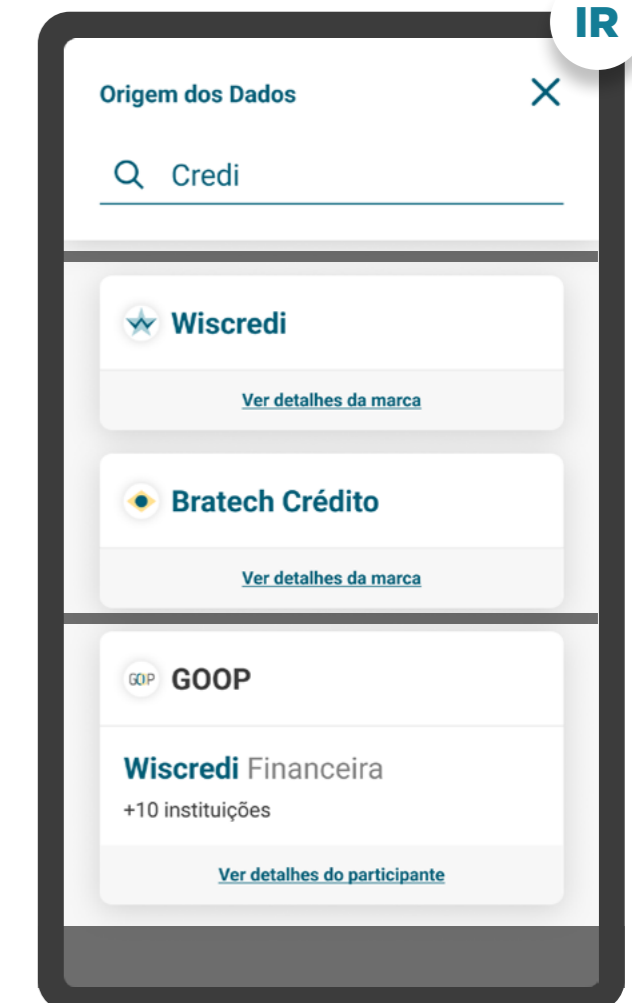 IR
Origem dos Dados
Credi
Wiscredi
Ver detalhes da marca
Bratech Crédito
Ver detalhes da marca
GOOP GOOP
Wiscredi Financeira
+10 instituições
Ver detalhes do participante